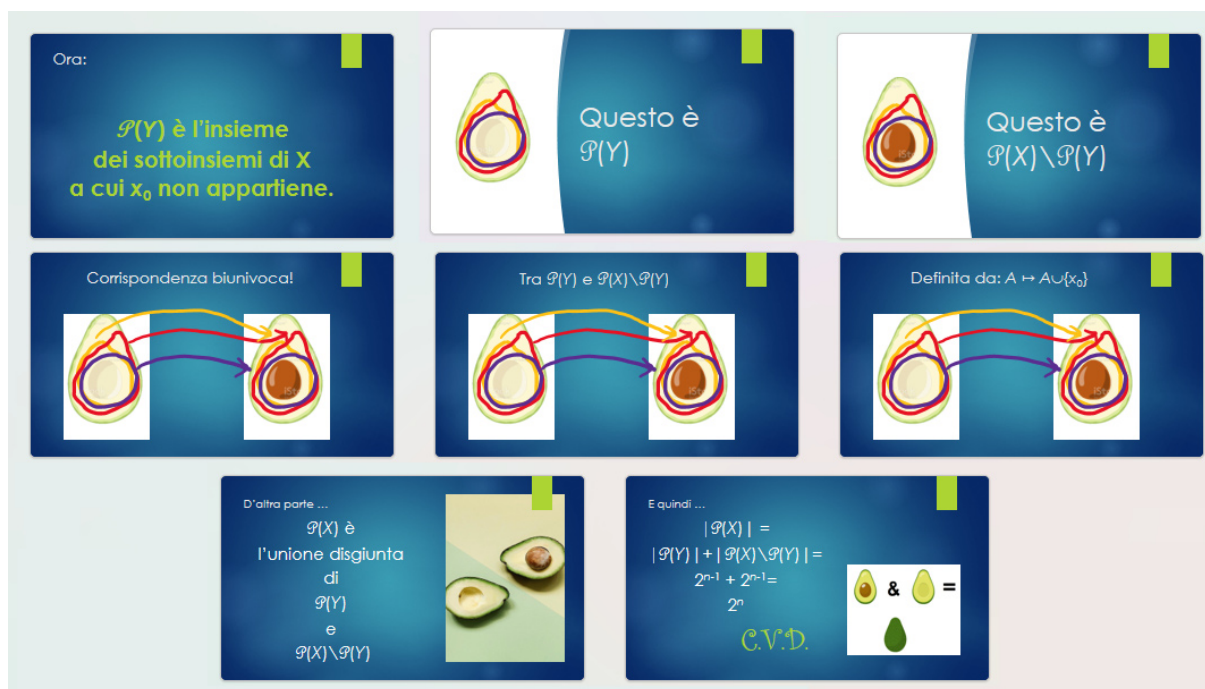 Ora:
𝒫(Y) è l'insieme
dei sottoinsiemi di X
a cui x₀ non appartiene.
Questo è
𝒫(Y)
Questo è
𝒫(X)\𝒫(Y)
Corrispondenza biunivoca!
Tra 𝒫(Y) e 𝒫(X)\𝒫(Y)
Definita da: A ↦ A∪{x₀}
D'altra parte ...
𝒫(X) è
l'unione disgiunta
di
𝒫(Y)
e
𝒫(X)\𝒫(Y)
E quindi ...
|𝒫(X)| =
|𝒫(Y)|+|𝒫(X)\𝒫(Y)|=
2ⁿ⁻¹ + 2ⁿ⁻¹=
2ⁿ
C.V.D.
& =